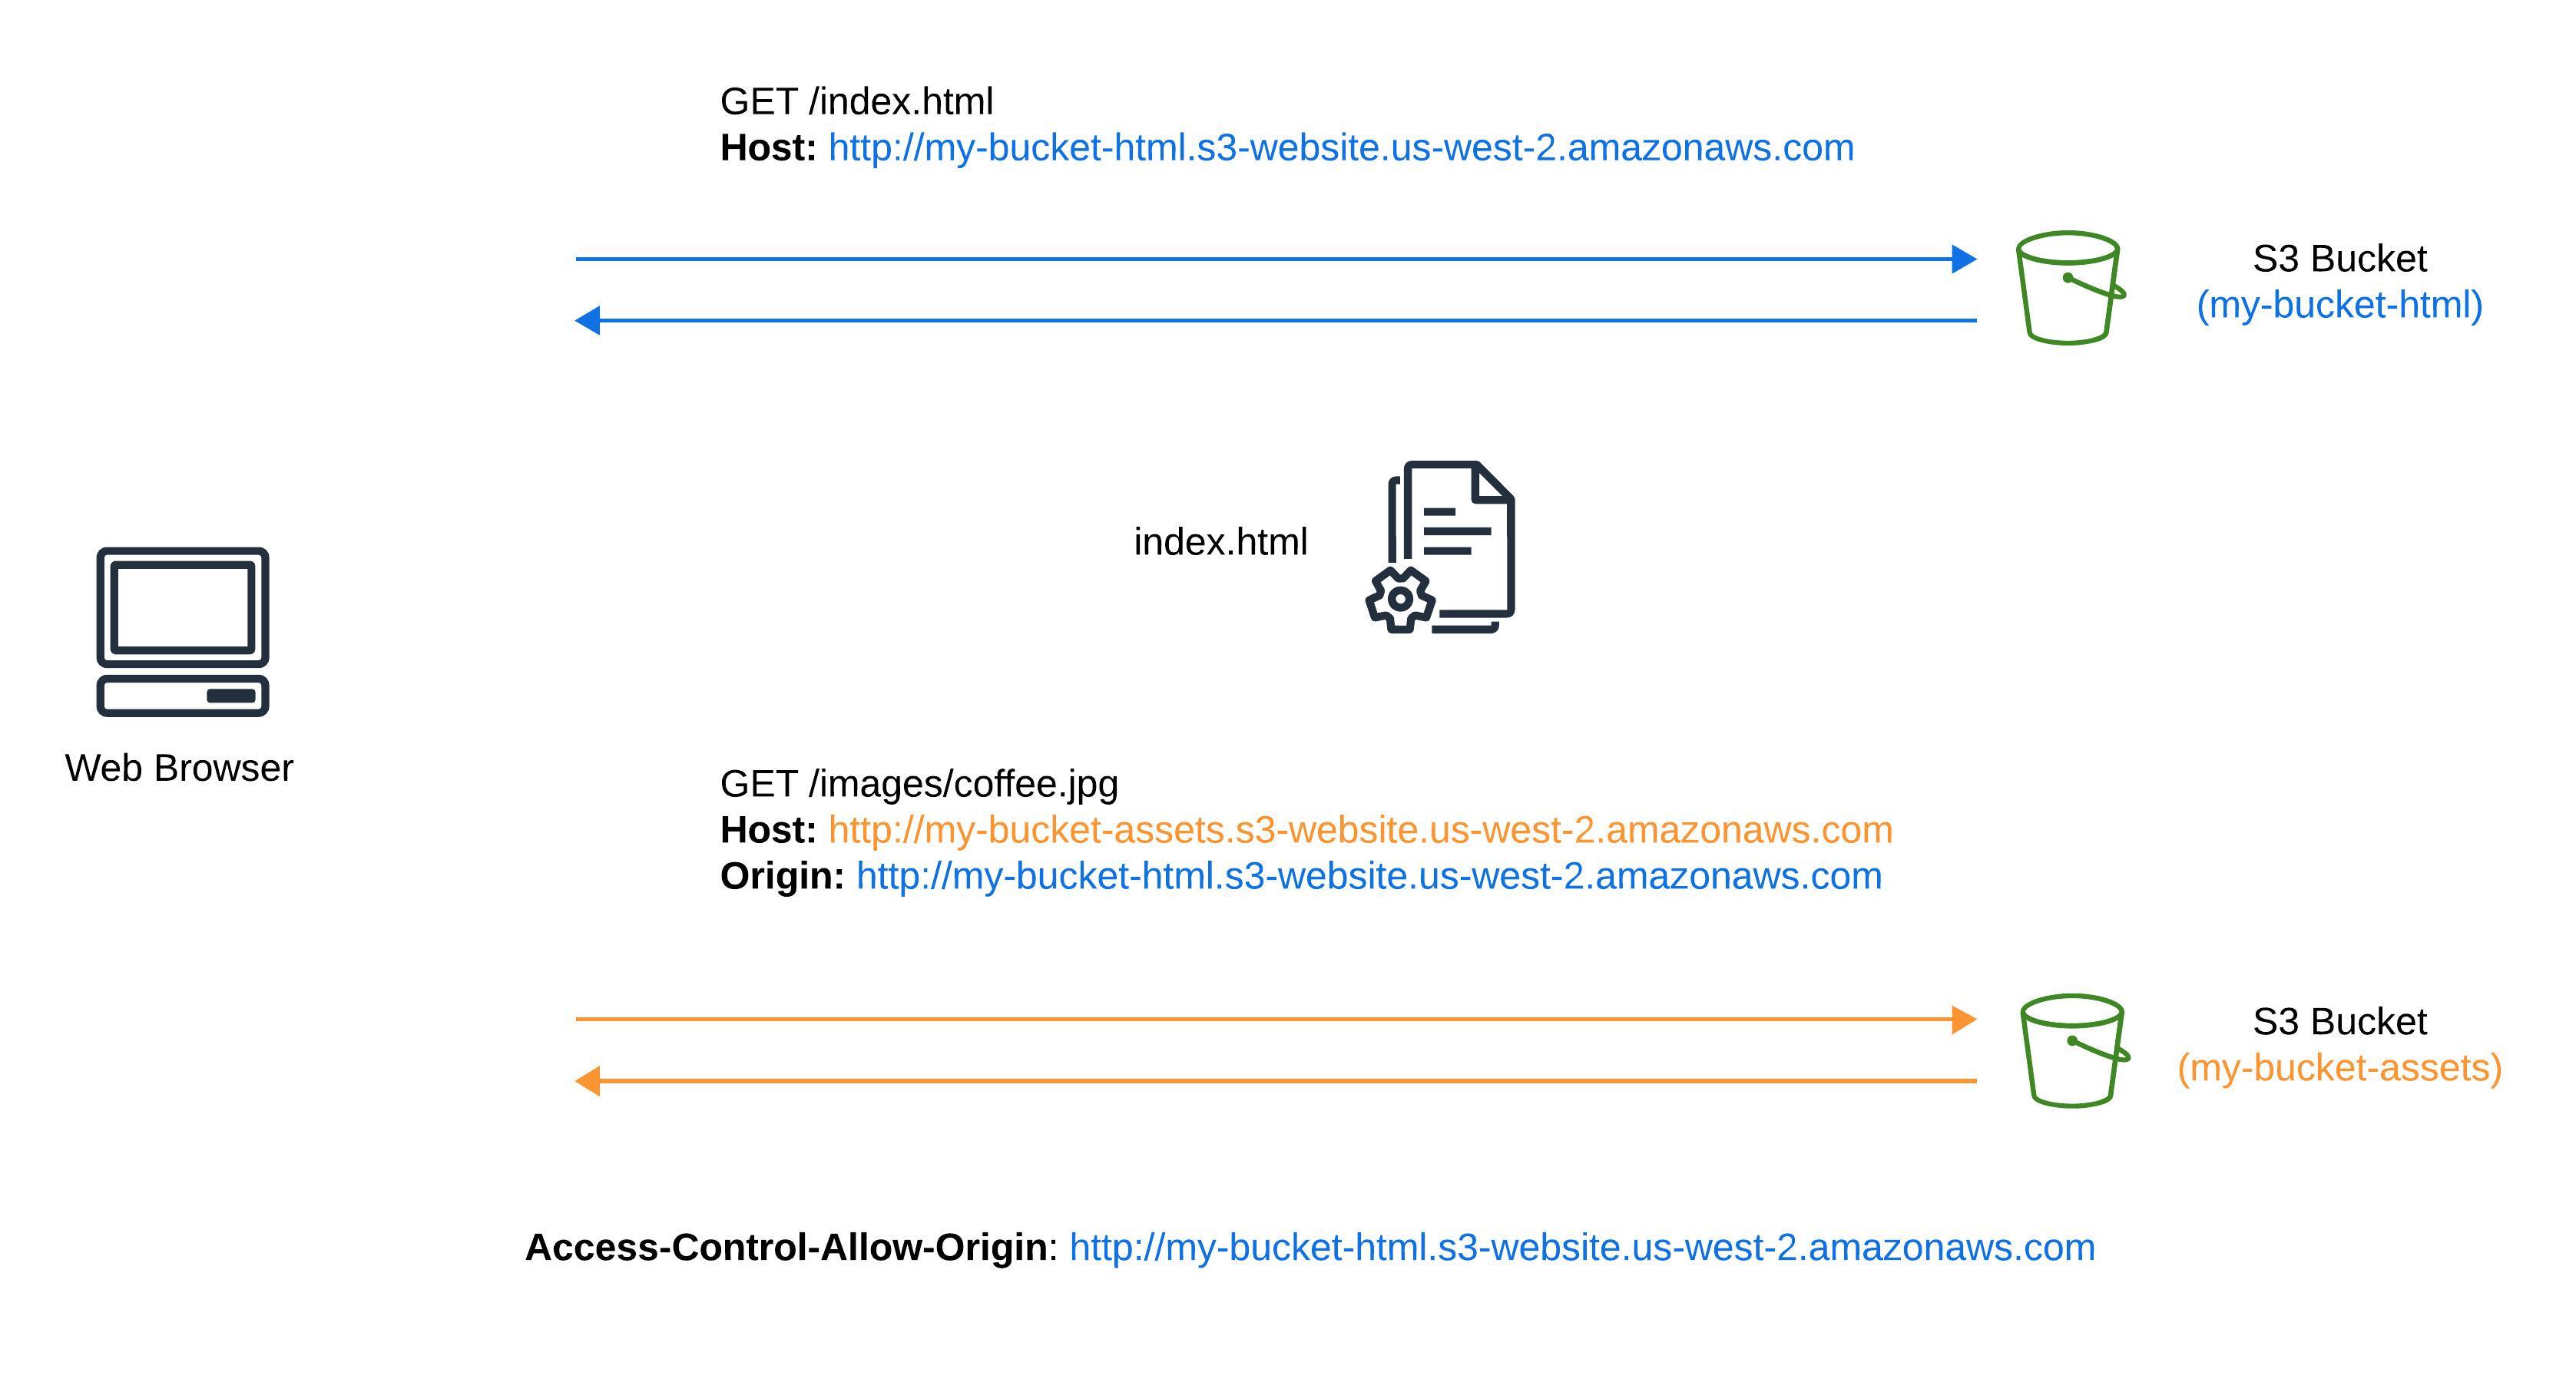 GET /index.html
Host: http://my-bucket-html.s3-website.us-west-2.amazonaws.com
S3 Bucket
(my-bucket-html)
index.html
Web Browser
GET /images/coffee.jpg
Host: http://my-bucket-assets.s3-website.us-west-2.amazonaws.com
Origin: http://my-bucket-html.s3-website.us-west-2.amazonaws.com
S3 Bucket
(my-bucket-assets)
Access-Control-Allow-Origin: http://my-bucket-html.s3-website.us-west-2.amazonaws.com